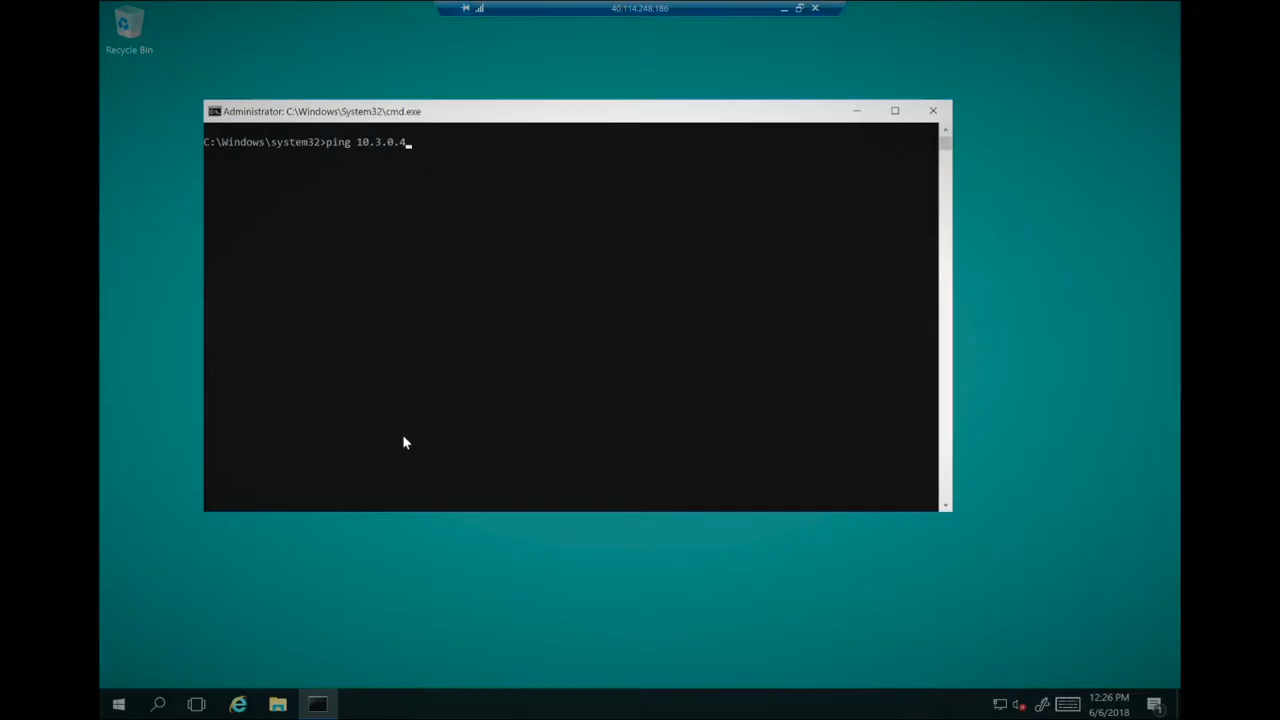 40.114.248.186
Recycle Bin
Administrator: C:\Windows\System32\cmd.exe
C:\Windows\system32>ping 10.3.0.4
12:26 PM
6/6/2018
1